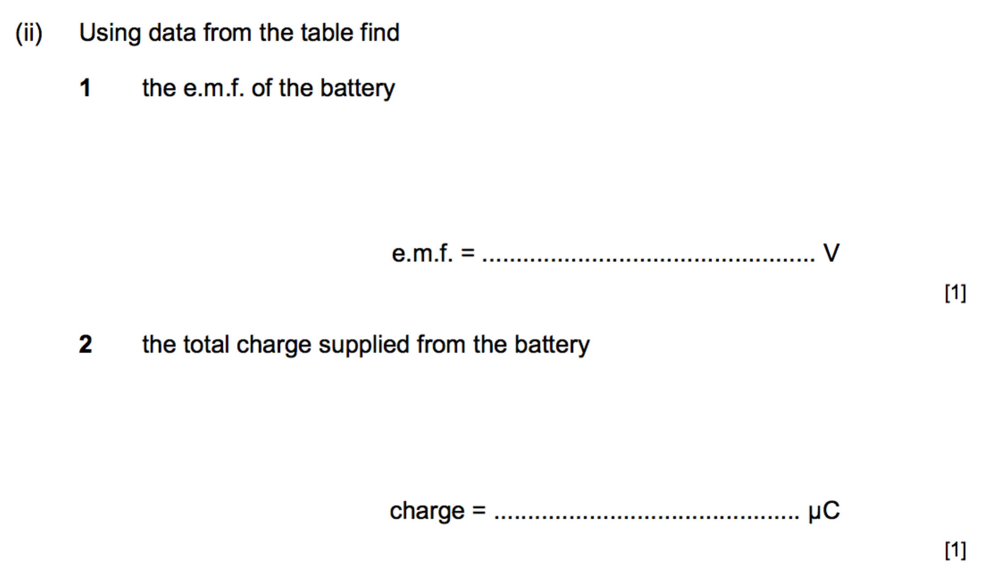 (ii) Using data from the table find
1 the e.m.f. of the battery
e.m.f. = ................................................ V
[1]
2 the total charge supplied from the battery
charge = ............................................ µC
[1]